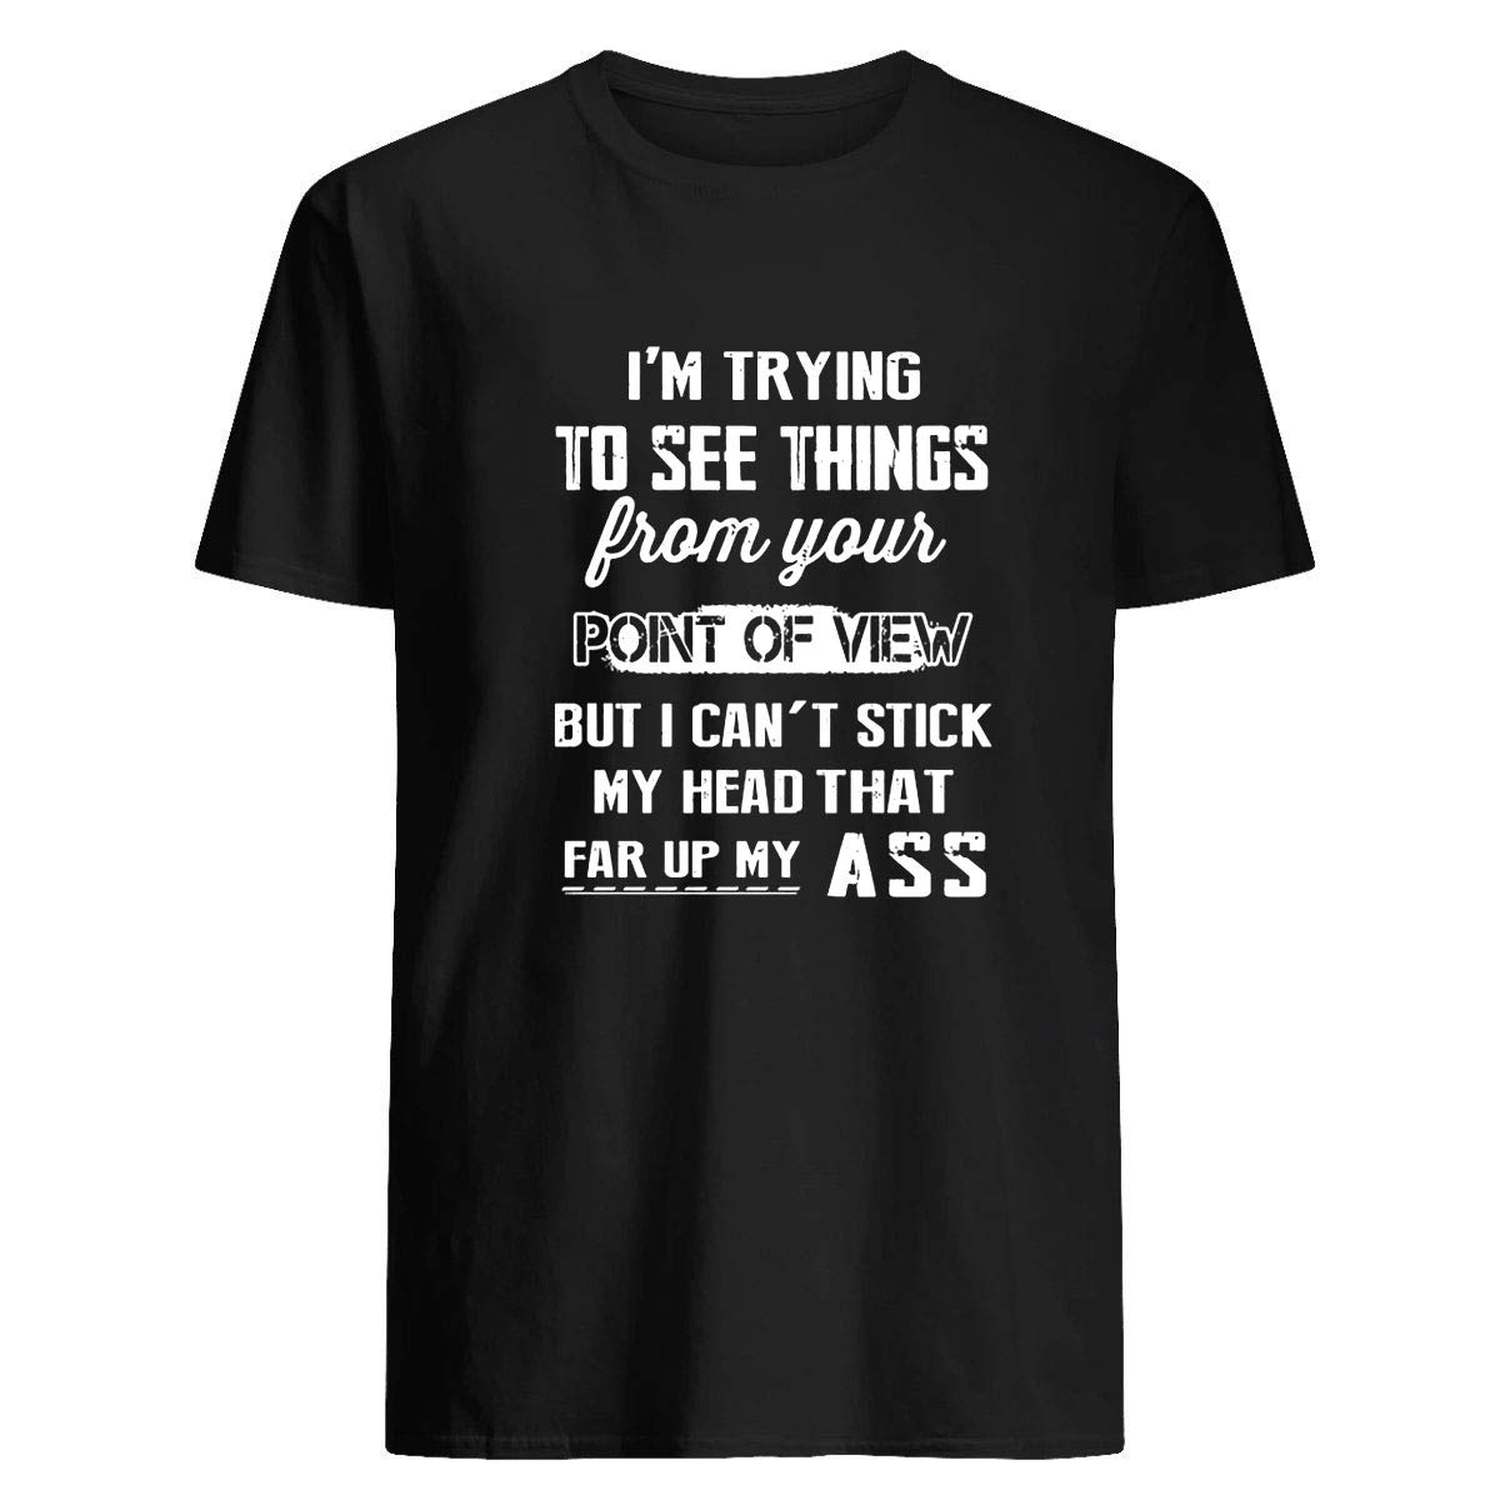 I'M TRYING
TO SEE THINGS
from your
POINT OF VIEW
BUT I CAN´T STICK
MY HEAD THAT
FAR UP MY ASS